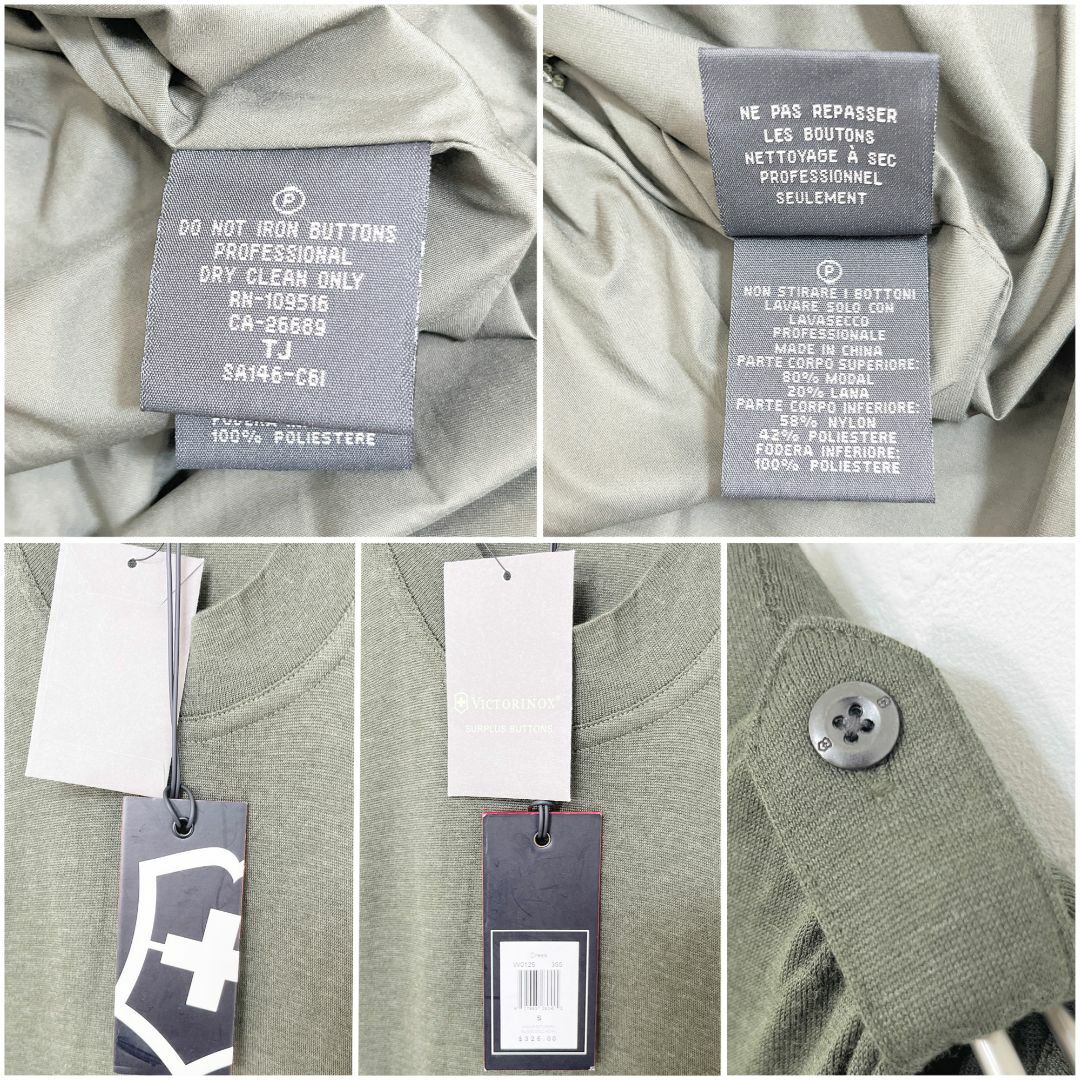 P
DO NOT IRON BUTTONS
PROFESSIONAL
DRY CLEAN ONLY
RN-109516
CA-26689
TJ
SA146-C61
100% POLIESTERE
NE PAS REPASSER
LES BOUTONS
NETTOYAGE À SEC
PROFESSIONNEL
SEULEMENT
P
NON STIRARE I BOTTONI
LAVARE SOLO CON
LAVASECCO
PROFESSIONALE
MADE IN CHINA
PARTE CORPO SUPERIORE:
80% MODAL
20% LANA
PARTE CORPO INFERIORE:
58% NYLON
42% POLIESTERE
FODERA INFERIORE:
100% POLIESTERE
VICTORINOX
SURPLUS BUTTONS
Dress
S
$325.00